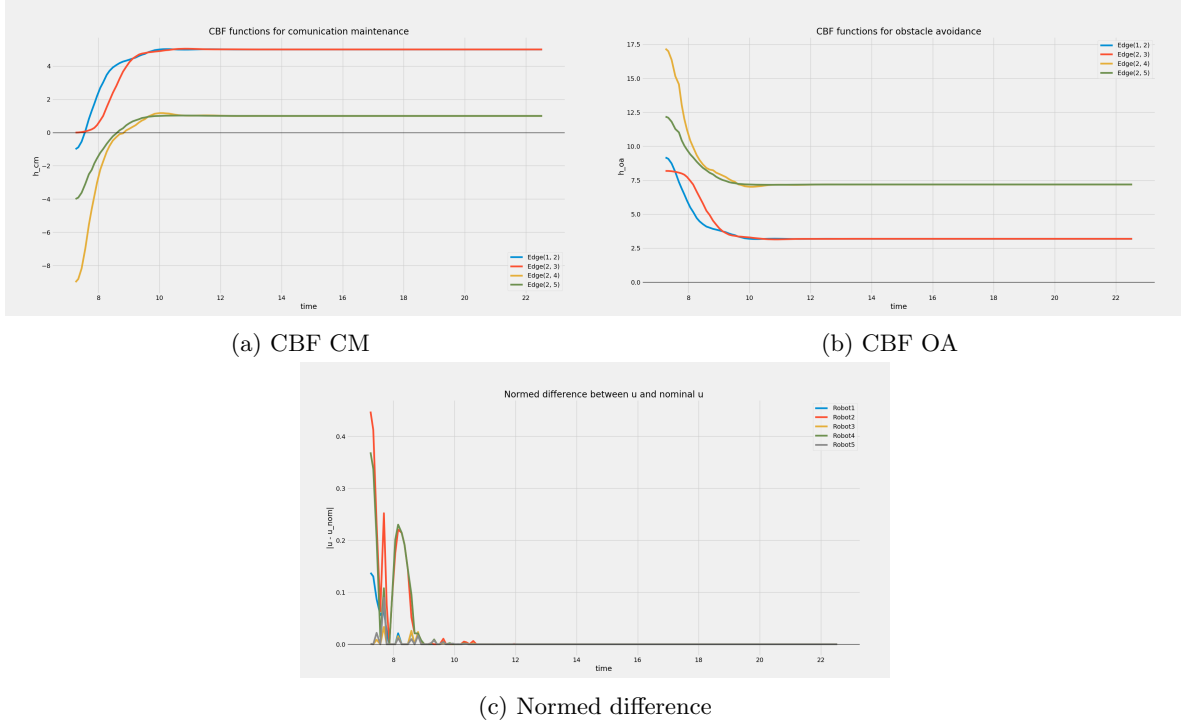 CBF functions for comunication maintenance
h_cm
4
2
0
−2
−4
−6
−8
8 10 12 14 16 18 20 22
time
Edge(1, 2)
Edge(2, 3)
Edge(2, 4)
Edge(2, 5)
(a) CBF CM
CBF functions for obstacle avoidance
h_oa
17.5
15.0
12.5
10.0
7.5
5.0
2.5
0.0
8 10 12 14 16 18 20 22
time
Edge(1, 2)
Edge(2, 3)
Edge(2, 4)
Edge(2, 5)
(b) CBF OA
Normed difference between u and nominal u
|u - u_nom|
0.4
0.3
0.2
0.1
0.0
8 10 12 14 16 18 20 22
time
Robot1
Robot2
Robot3
Robot4
Robot5
(c) Normed difference